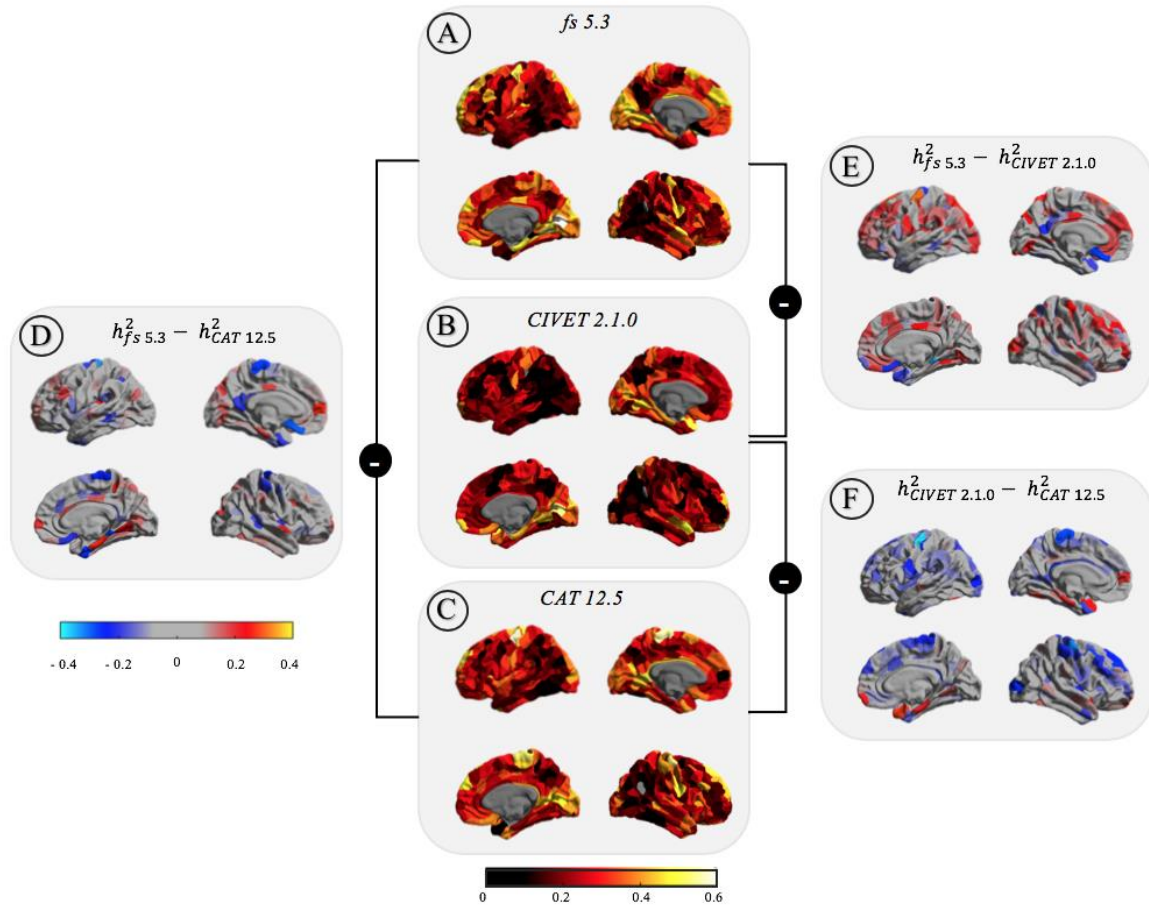 A
fs 5.3
B
CIVET 2.1.0
C
CAT 12.5
0 0.2 0.4 0.6
D
h²fs 5.3 − h²CAT 12.5
- 0.4 - 0.2 0 0.2 0.4
-
E
h²fs 5.3 − h²CIVET 2.1.0
-
F
h²CIVET 2.1.0 − h²CAT 12.5
-